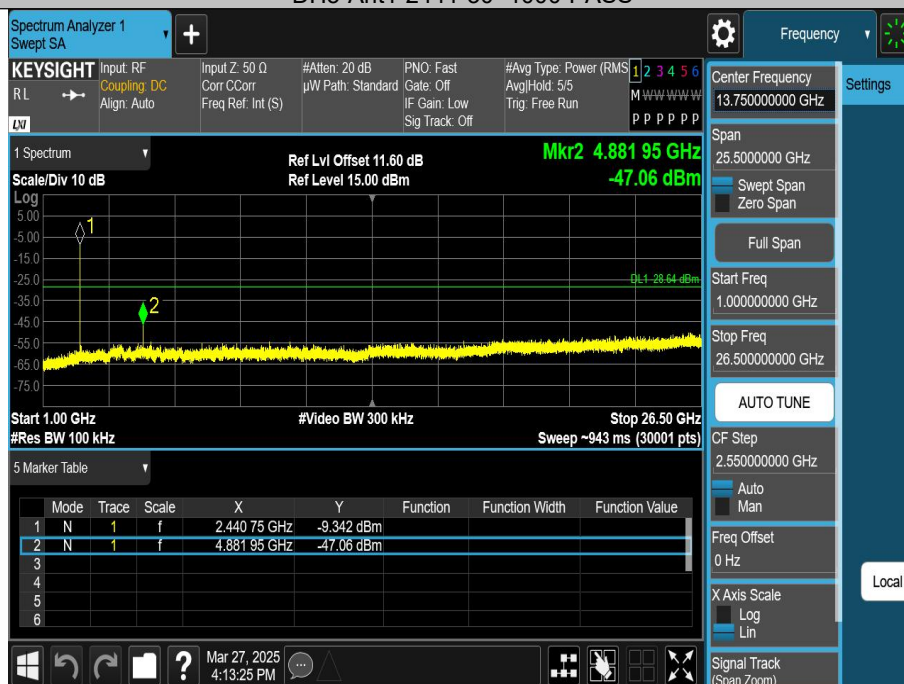 Spectrum Analyzer 1
Swept SA
+
Frequency
KEYSIGHT
RL
LXI
Input: RF
Coupling: DC
Align: Auto
Input Z: 50 Ω
Corr CCorr
Freq Ref: Int (S)
#Atten: 20 dB
µW Path: Standard
PNO: Fast
Gate: Off
IF Gain: Low
Sig Track: Off
#Avg Type: Power (RMS
Avg|Hold: 5/5
Trig: Free Run
1 2 3 4 5 6
M W W W W W
P P P P P P
1 Spectrum
Scale/Div 10 dB
Ref Lvl Offset 11.60 dB
Ref Level 15.00 dBm
Mkr2 4.881 95 GHz
-47.06 dBm
Log
5.00
-5.00
-15.0
-25.0
-35.0
-45.0
-55.0
-65.0
-75.0
1
2
DL1 -28.64 dBm
Start 1.00 GHz
#Video BW 300 kHz
Stop 26.50 GHz
#Res BW 100 kHz
Sweep ~943 ms (30001 pts)
5 Marker Table
Mode Trace Scale X Y Function Function Width Function Value
1 N 1 f 2.440 75 GHz -9.342 dBm
2 N 1 f 4.881 95 GHz -47.06 dBm
3
4
5
6
?
Mar 27, 2025
4:13:25 PM
Center Frequency
13.750000000 GHz
Settings
Span
25.5000000 GHz
Swept Span
Zero Span
Full Span
Start Freq
1.000000000 GHz
Stop Freq
26.500000000 GHz
AUTO TUNE
CF Step
2.550000000 GHz
Auto
Man
Freq Offset
0 Hz
Local
X Axis Scale
Log
Lin
Signal Track
(Span Zoom)